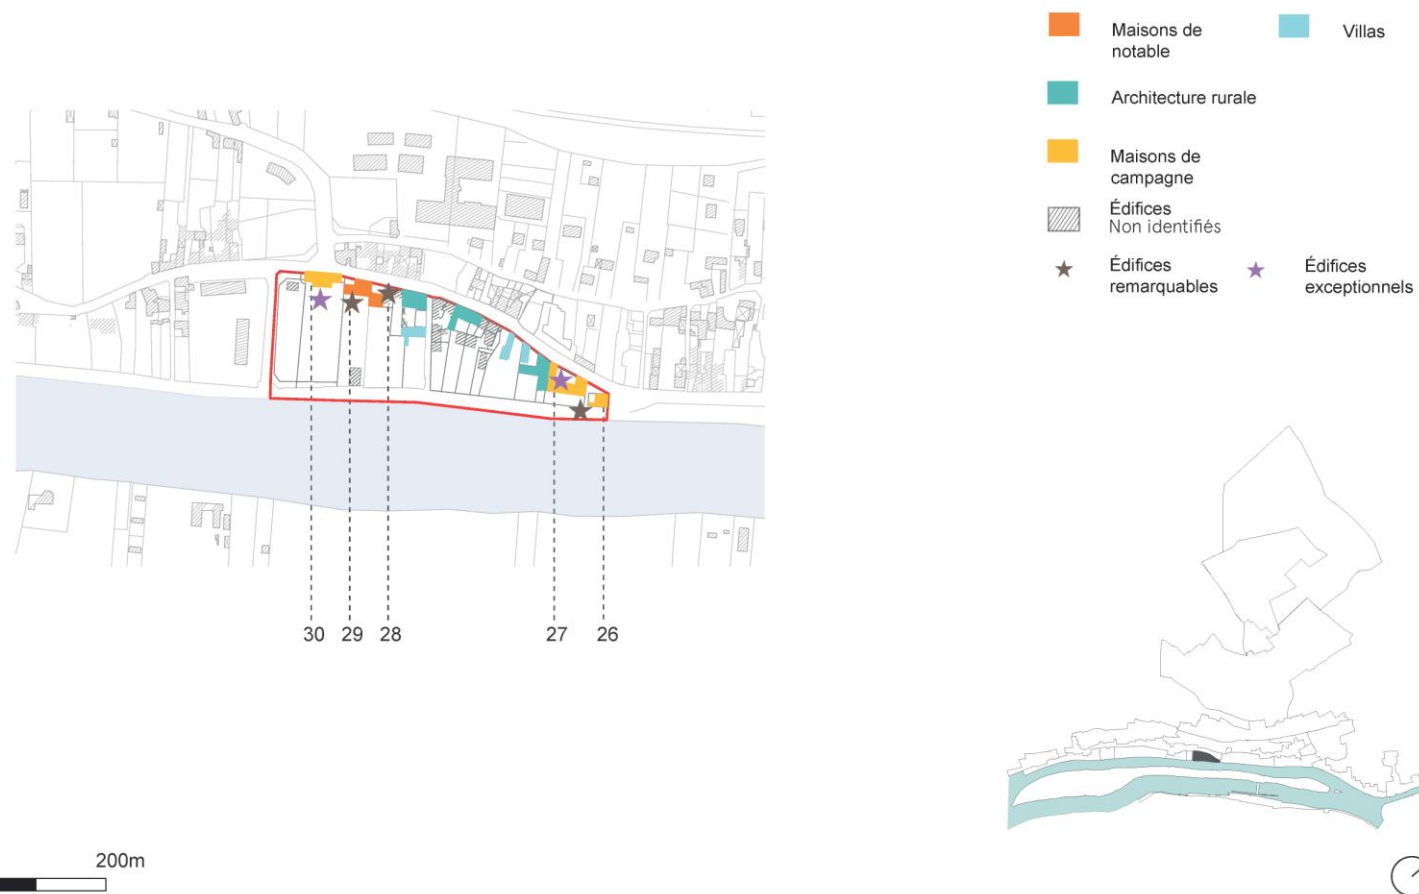 Maisons de
notable
Villas
Architecture rurale
Maisons de
campagne
Édifices
Non identifiés
Édifices
remarquables
Édifices
exceptionnels
30 29 28 27 26
200m